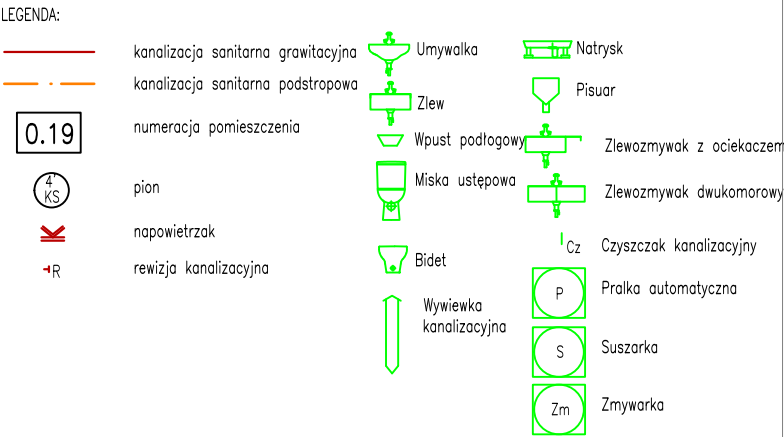 LEGENDA:
kanalizacja sanitarna grawitacyjna
kanalizacja sanitarna podstropowa
0.19
numeracja pomieszczenia
4'
KS
pion
napowietrzak
R
rewizja kanalizacyjna
Umywalka
Zlew
Wpust podłogowy
Miska ustępowa
Bidet
Wywiewka
kanalizacyjna
Natrysk
Pisuar
Zlewozmywak z ociekaczem
Zlewozmywak dwukomorowy
Cz
Czyszczak kanalizacyjny
P
Pralka automatyczna
S
Suszarka
Zm
Zmywarka